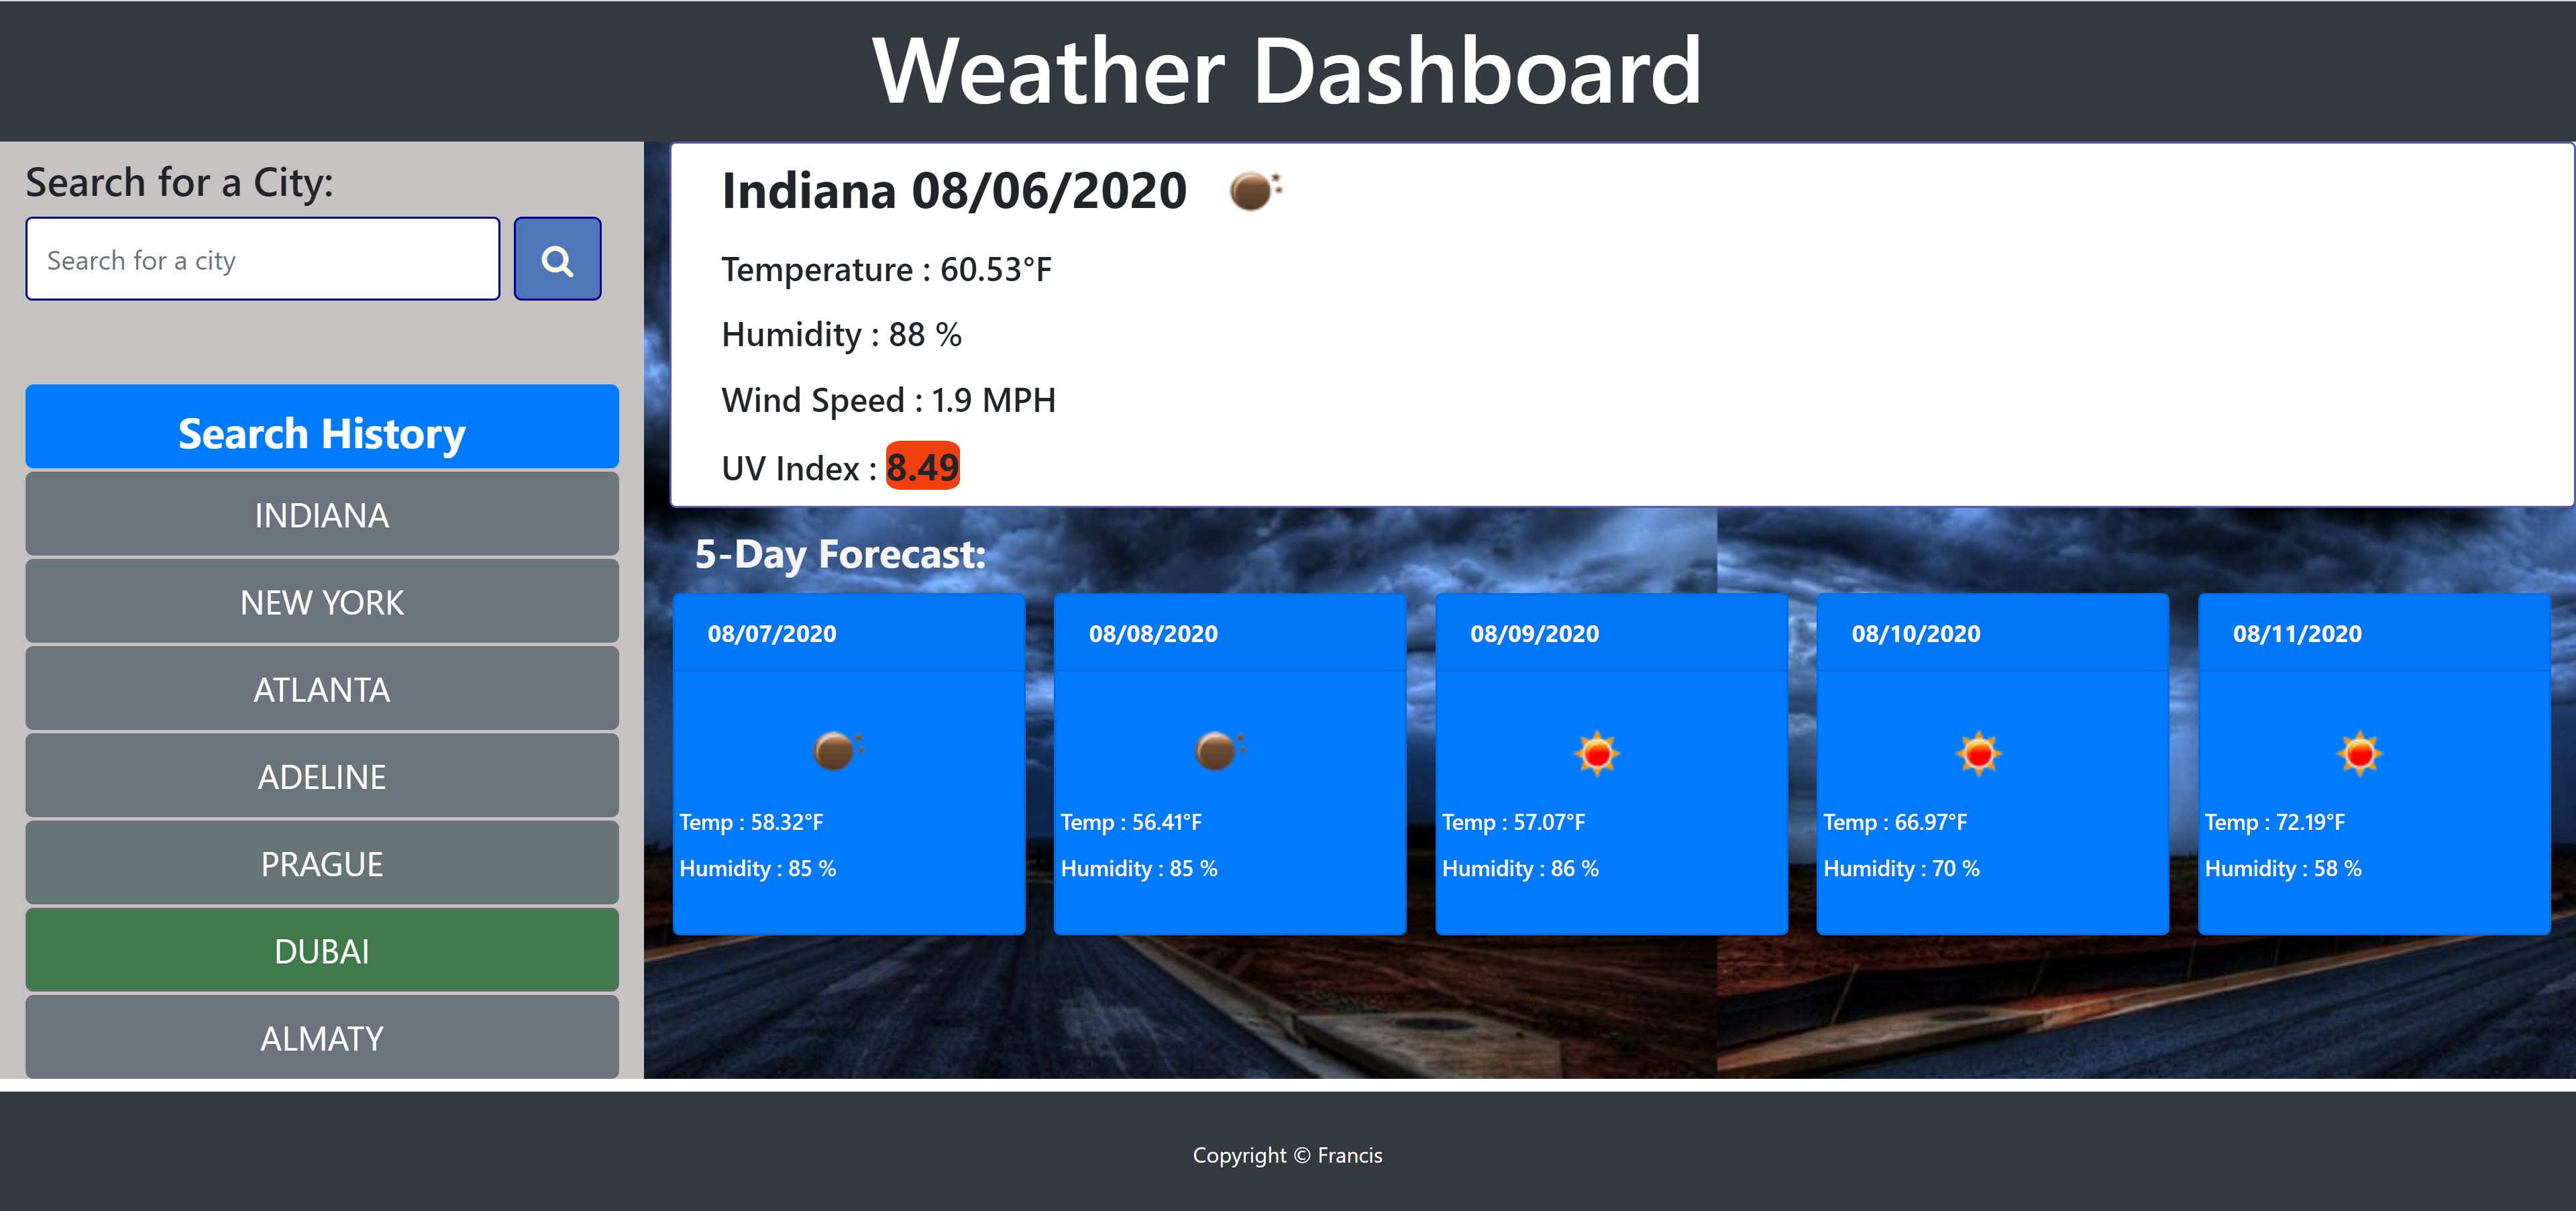 Weather Dashboard
Search for a City:
Search for a city
Search History
INDIANA
NEW YORK
ATLANTA
ADELINE
PRAGUE
DUBAI
ALMATY
Indiana 08/06/2020
Temperature : 60.53°F
Humidity : 88 %
Wind Speed : 1.9 MPH
UV Index : 8.49
5-Day Forecast:
08/07/2020
Temp : 58.32°F
Humidity : 85 %
08/08/2020
Temp : 56.41°F
Humidity : 85 %
08/09/2020
Temp : 57.07°F
Humidity : 86 %
08/10/2020
Temp : 66.97°F
Humidity : 70 %
08/11/2020
Temp : 72.19°F
Humidity : 58 %
Copyright © Francis